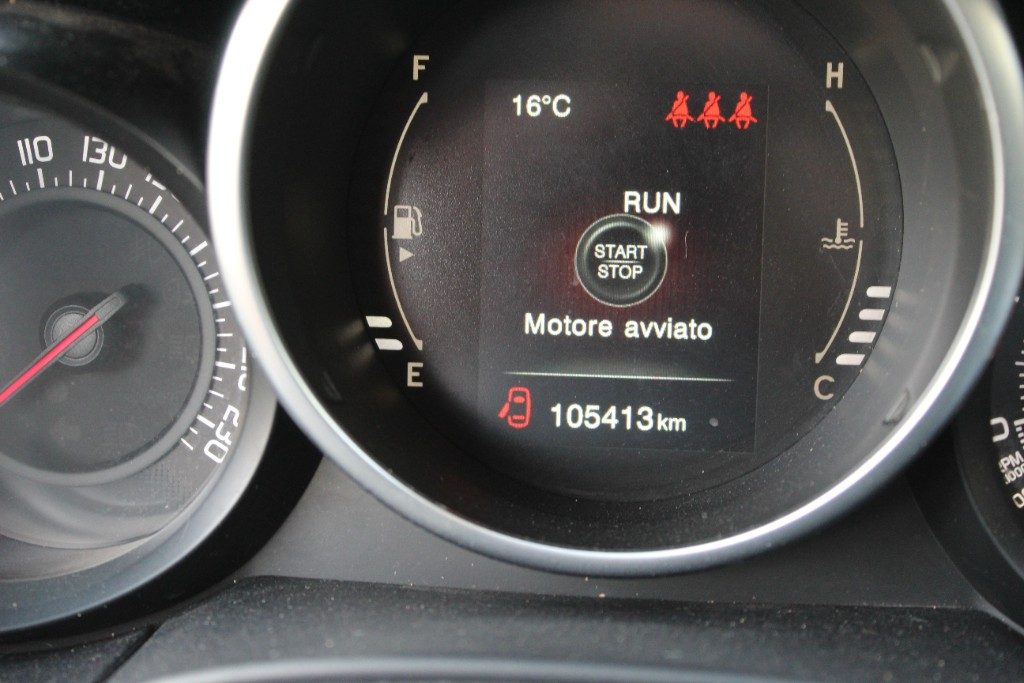 110
130
230
F
H
16°C
RUN
START
STOP
Motore avviato
E
C
105413 km